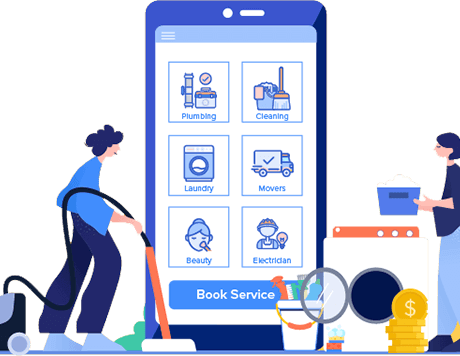 Plumbing
Cleaning
Laundry
Movers
Beauty
Electrician
Book Service
$